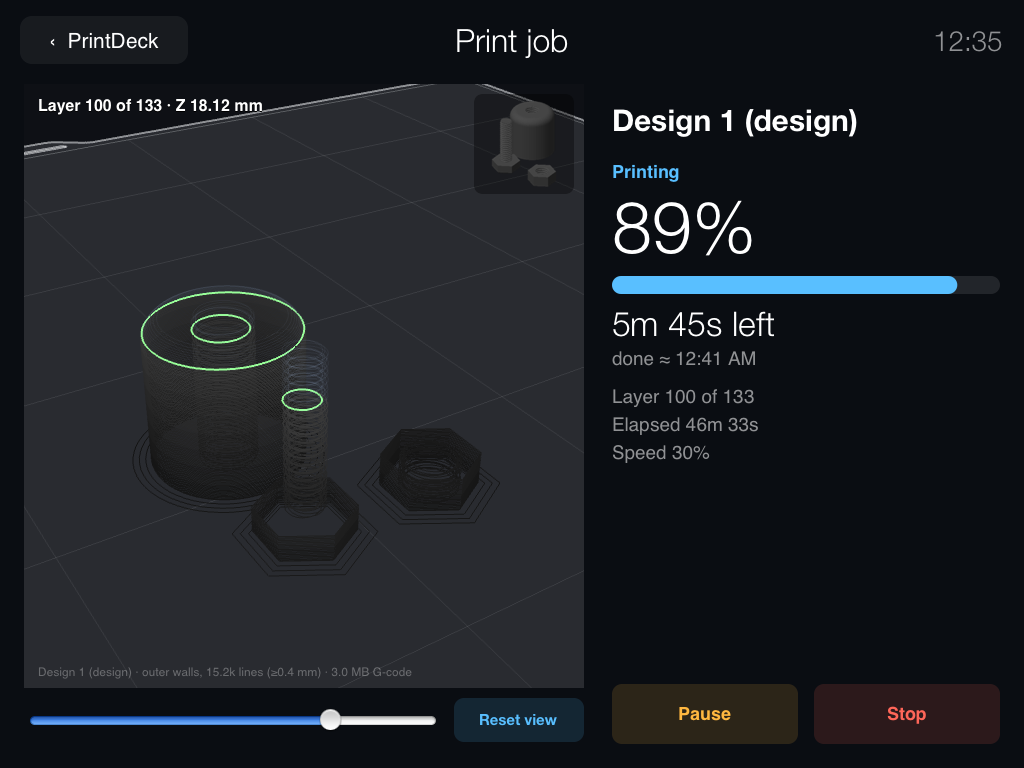 ‹ PrintDeck
Print job
12:35
Layer 100 of 133 · Z 18.12 mm
Design 1 (design)
Printing
89%
5m 45s left
done ≈ 12:41 AM
Layer 100 of 133
Elapsed 46m 33s
Speed 30%
Design 1 (design) · outer walls, 15.2k lines (≥0.4 mm) · 3.0 MB G-code
Reset view
Pause
Stop